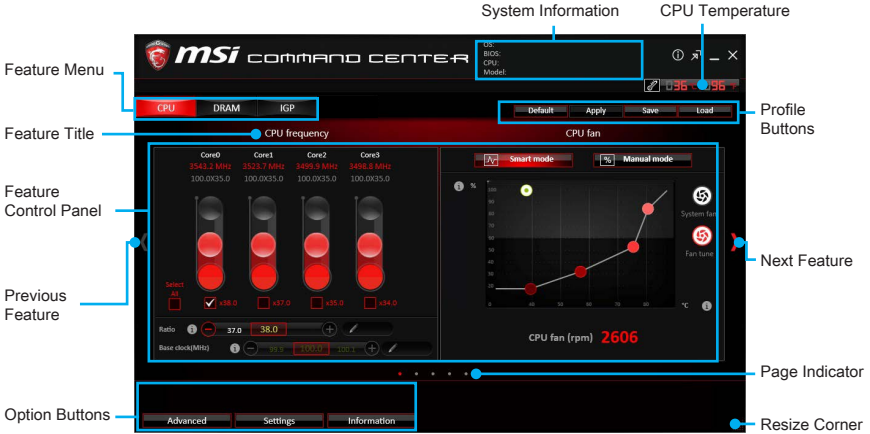 System Information
CPU Temperature
msi COMMAND CENTER
OS:
BIOS:
CPU:
Model:
Feature Menu
CPU DRAM IGP
Default Apply Save Load
Profile
Buttons
Feature Title
CPU frequency
CPU fan
Feature
Control Panel
Core0 Core1 Core2 Core3
3543.2 MHz 3523.7 MHz 3499.9 MHz 3498.8 MHz
100.0X35.0 100.0X35.0 100.0X35.0 100.0X35.0
Smart mode
% Manual mode
%
System fan
Fan tune
Previous
Feature
Next Feature
Select
All
x38.0 x37.0 x35.0 x34.0
°C
Ratio 37.0 38.0
Base clock(MHz) 99.9 100.0 100.1
CPU fan (rpm) 2606
Page Indicator
Option Buttons
Advanced Settings Information
Resize Corner